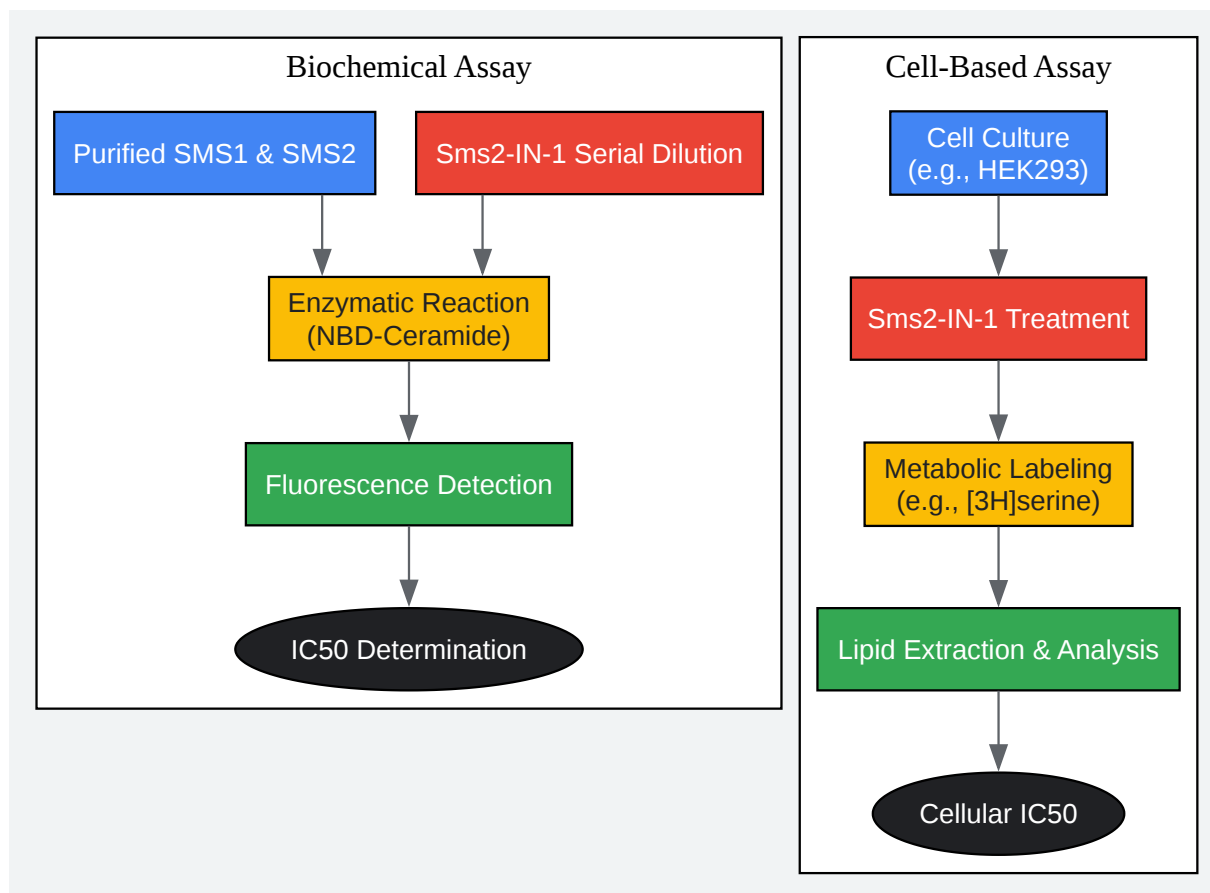 Biochemical Assay
Purified SMS1 & SMS2
Sms2-IN-1 Serial Dilution
Enzymatic Reaction
(NBD-Ceramide)
Fluorescence Detection
IC50 Determination
Cell-Based Assay
Cell Culture
(e.g., HEK293)
Sms2-IN-1 Treatment
Metabolic Labeling
(e.g., [3H]serine)
Lipid Extraction & Analysis
Cellular IC50